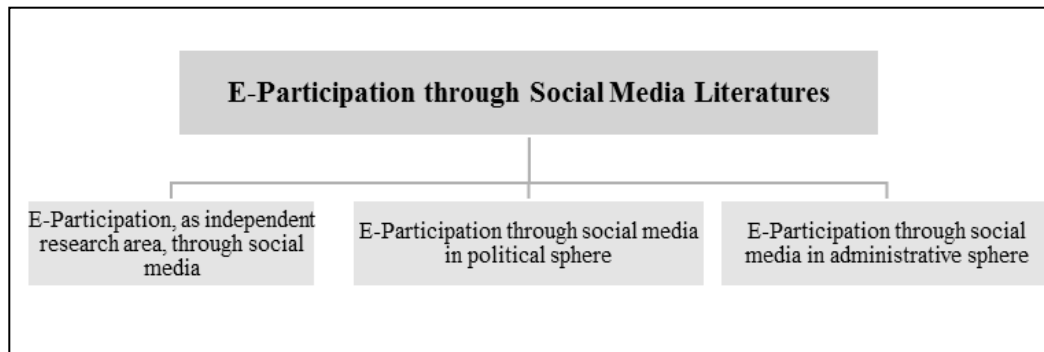 E-Participation through Social Media Literatures
E-Participation, as independent
research area, through social
media
E-Participation through social media
in political sphere
E-Participation through social
media in administrative sphere